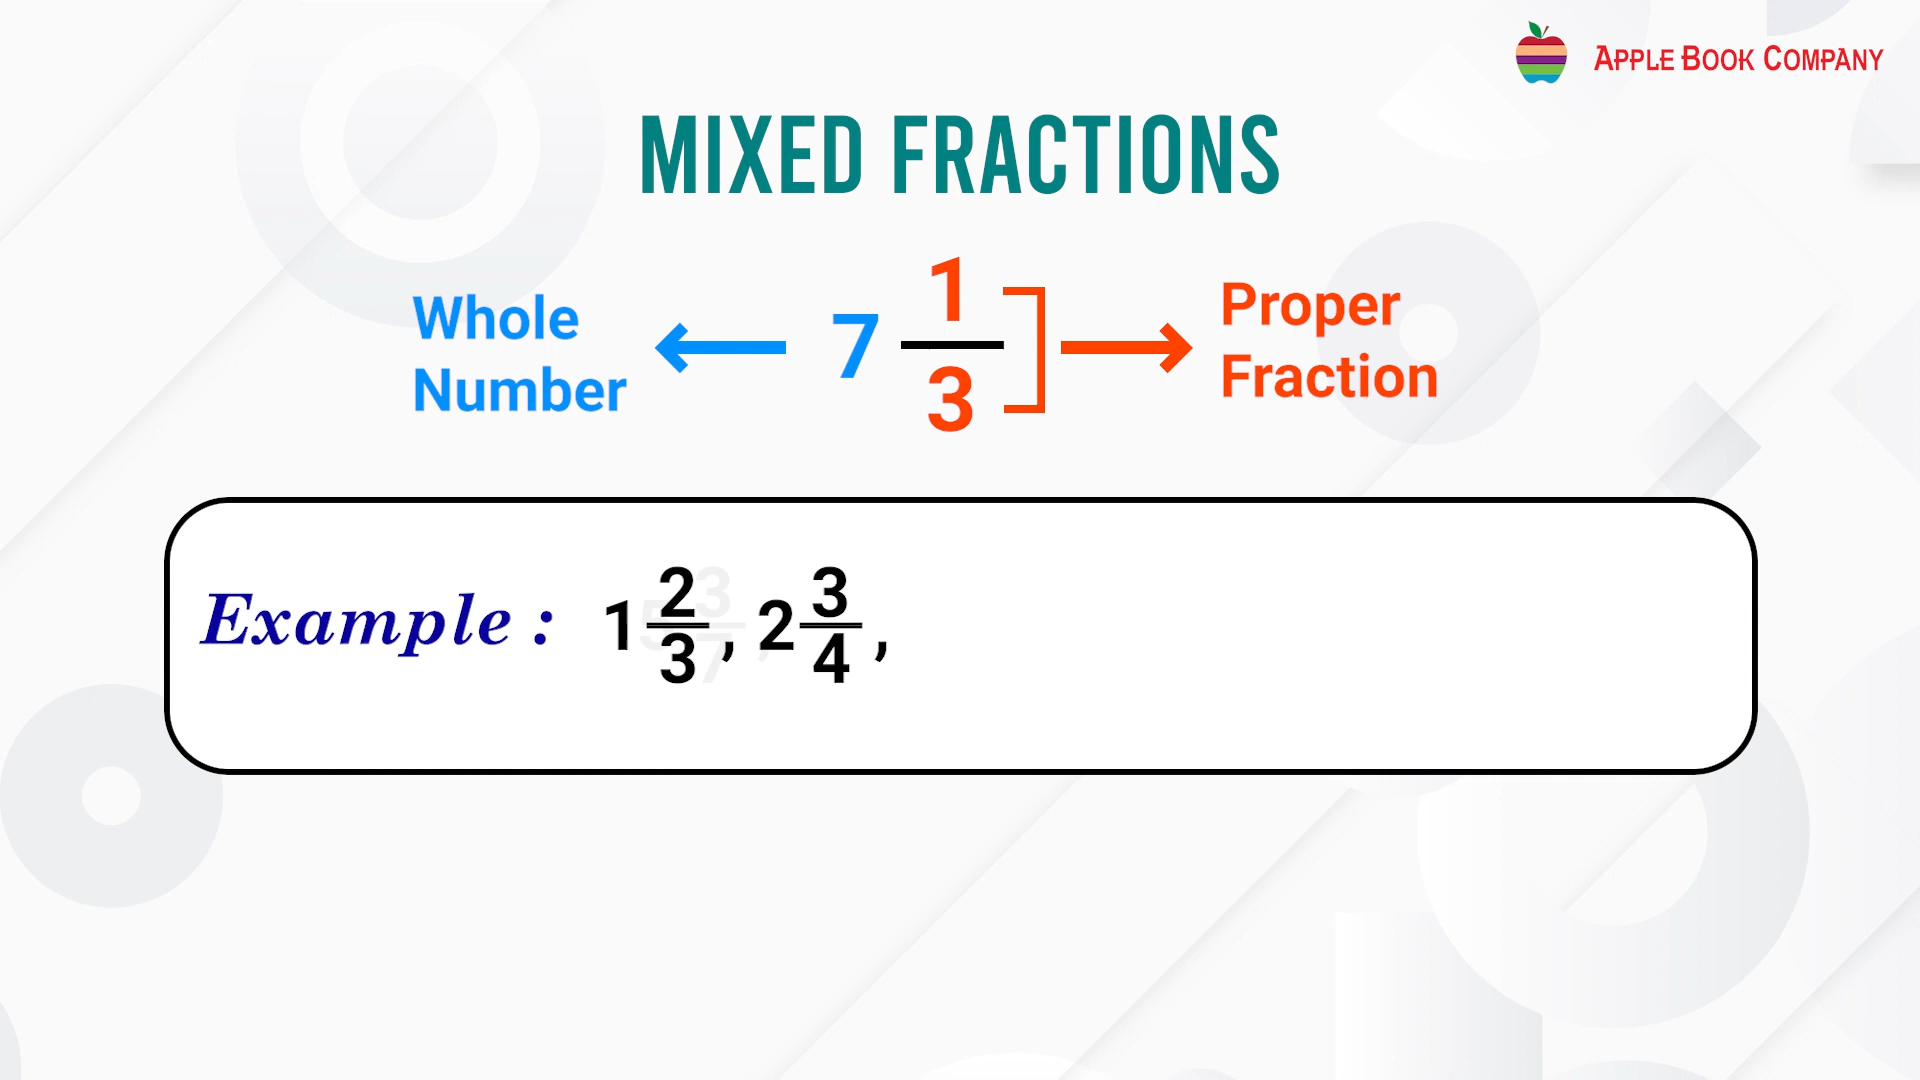 APPLE BOOK COMPANY
MIXED FRACTIONS
Whole
Number
7 1/3
Proper
Fraction
Example : 1 2/3 , 2 3/4 ,